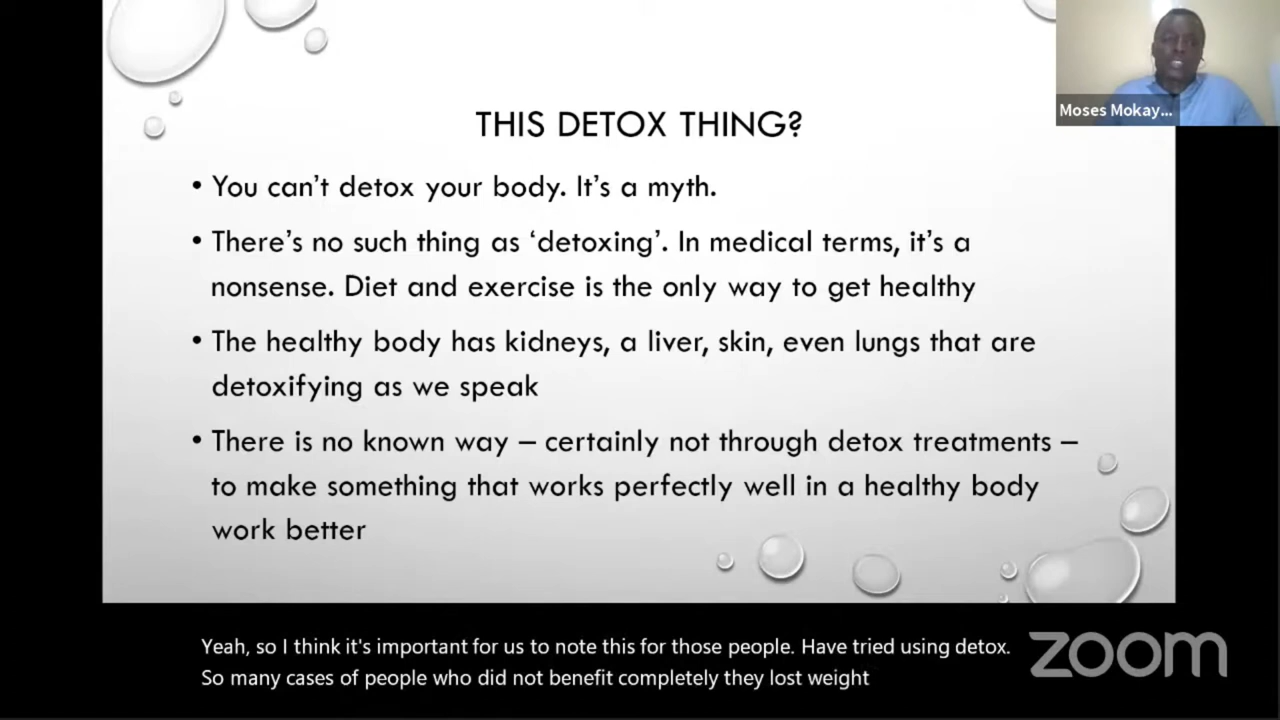 THIS DETOX THING?
Moses Mokay...
• You can't detox your body. It's a myth.
• There's no such thing as ‘detoxing’. In medical terms, it's a
nonsense. Diet and exercise is the only way to get healthy
• The healthy body has kidneys, a liver, skin, even lungs that are
detoxifying as we speak
• There is no known way – certainly not through detox treatments –
to make something that works perfectly well in a healthy body
work better
Yeah, so I think it's important for us to note this for those people. Have tried using detox.
So many cases of people who did not benefit completely they lost weight
zoom